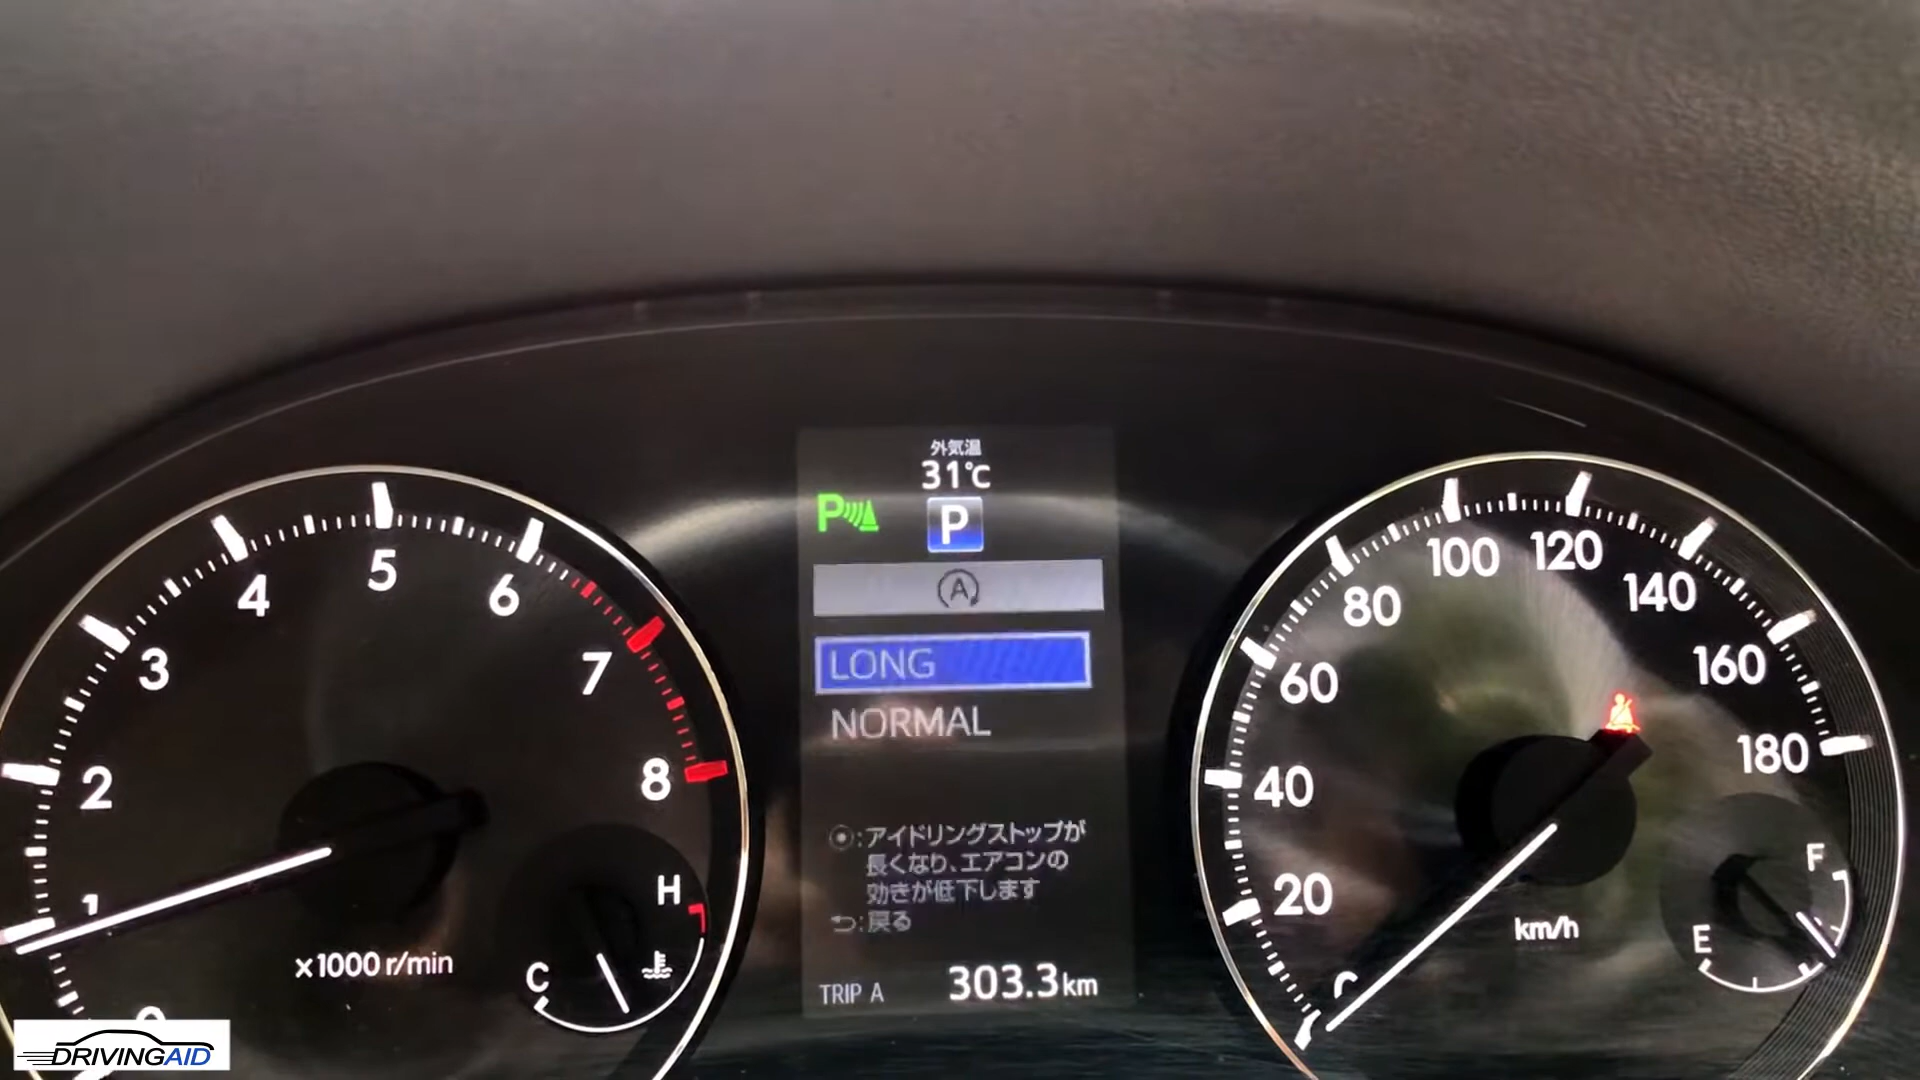 外気温
31℃
P
P
A
LONG
NORMAL
⦿:アイドリングストップが
長くなり、エアコンの
効きが低下します
⮌:戻る
TRIP A 303.3km
1
2
3
4
5
6
7
8
x1000 r/min
H
C
20
40
60
80
100
120
140
160
180
km/h
F
E
DRIVINGAID